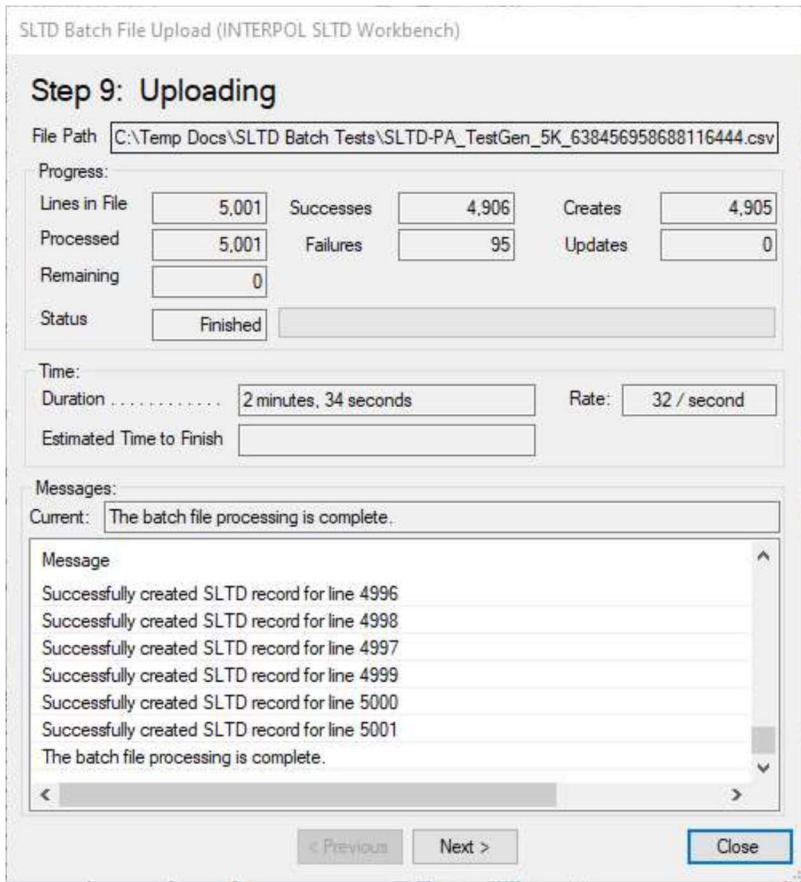 SLTD Batch File Upload (INTERPOL SLTD Workbench)
Step 9: Uploading
File Path C:\Temp Docs\SLTD Batch Tests\SLTD-PA_TestGen_5K_638456958688116444.csv
Progress:
Lines in File 5,001 Successes 4,906 Creates 4,905
Processed 5,001 Failures 95 Updates 0
Remaining 0
Status Finished
Time:
Duration . . . . . . . . . . . . 2 minutes, 34 seconds Rate: 32 / second
Estimated Time to Finish
Messages:
Current: The batch file processing is complete.
Message
Successfully created SLTD record for line 4996
Successfully created SLTD record for line 4998
Successfully created SLTD record for line 4997
Successfully created SLTD record for line 4999
Successfully created SLTD record for line 5000
Successfully created SLTD record for line 5001
The batch file processing is complete.
< Previous Next > Close